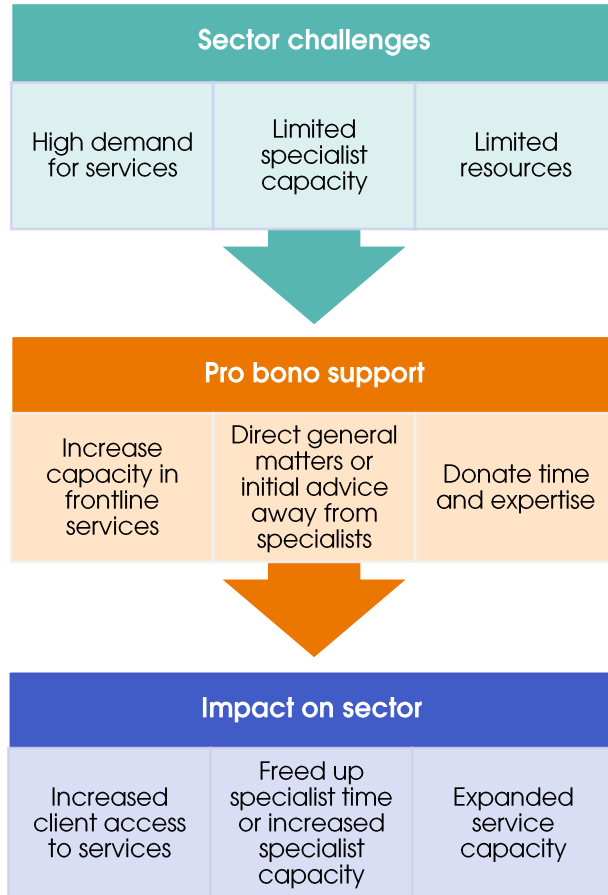 Sector challenges
High demand
for services
Limited
specialist
capacity
Limited
resources
Pro bono support
Increase
capacity in
frontline
services
Direct general
matters or
initial advice
away from
specialists
Donate time
and expertise
Impact on sector
Increased
client access
to services
Freed up
specialist time
or increased
specialist
capacity
Expanded
service
capacity